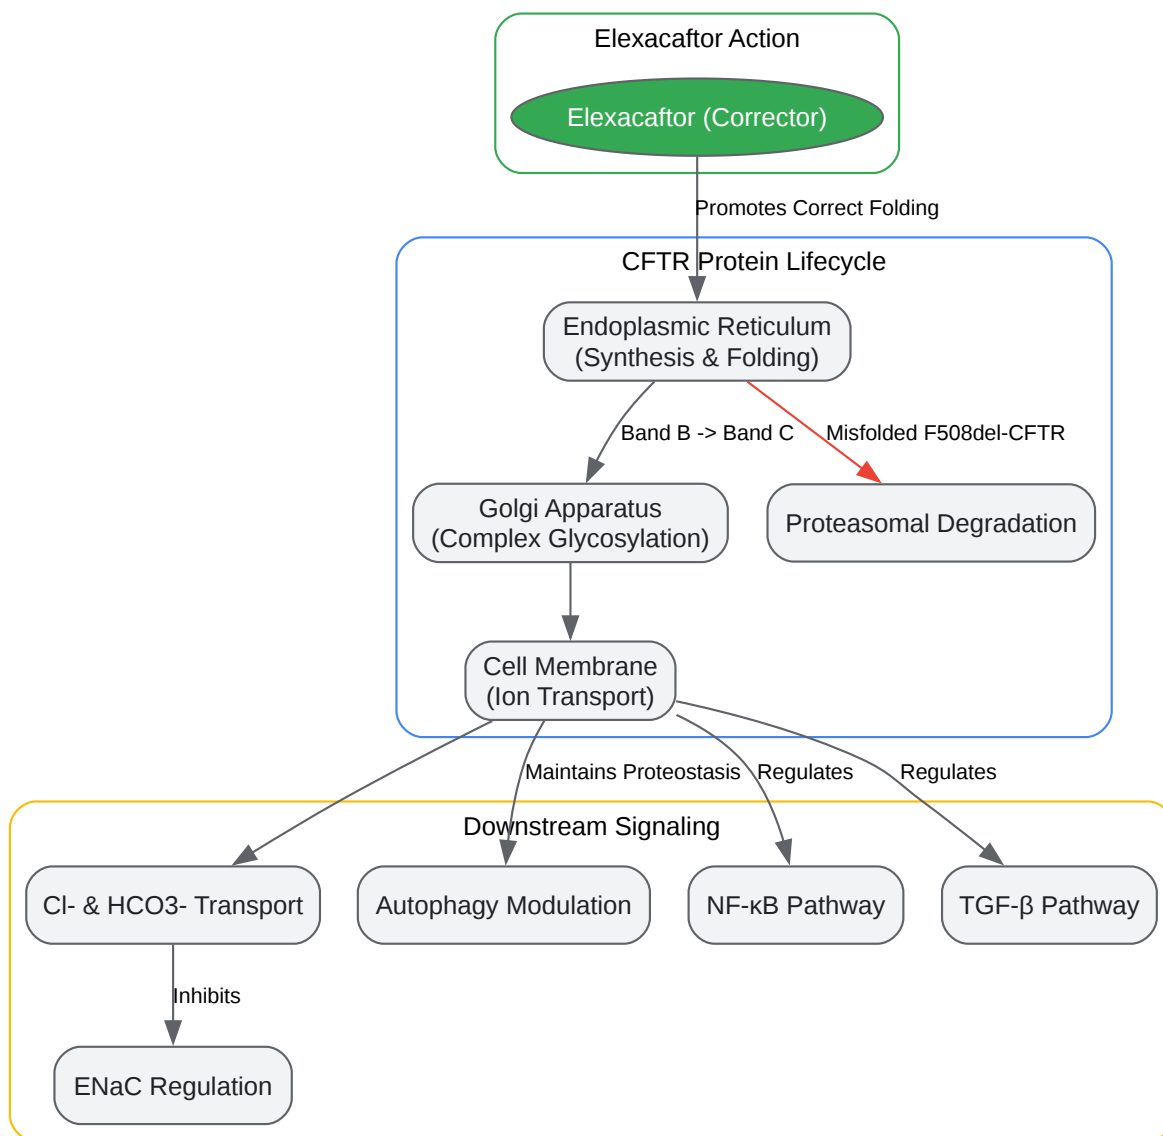 Elexacaftor Action
Elexacaftor (Corrector)
Promotes Correct Folding
CFTR Protein Lifecycle
Endoplasmic Reticulum
(Synthesis & Folding)
Band B -> Band C
Misfolded F508del-CFTR
Golgi Apparatus
(Complex Glycosylation)
Proteasomal Degradation
Cell Membrane
(Ion Transport)
Maintains Proteostasis
Regulates
Regulates
Downstream Signaling
Cl- & HCO3- Transport
Autophagy Modulation
NF-κB Pathway
TGF-β Pathway
Inhibits
ENaC Regulation